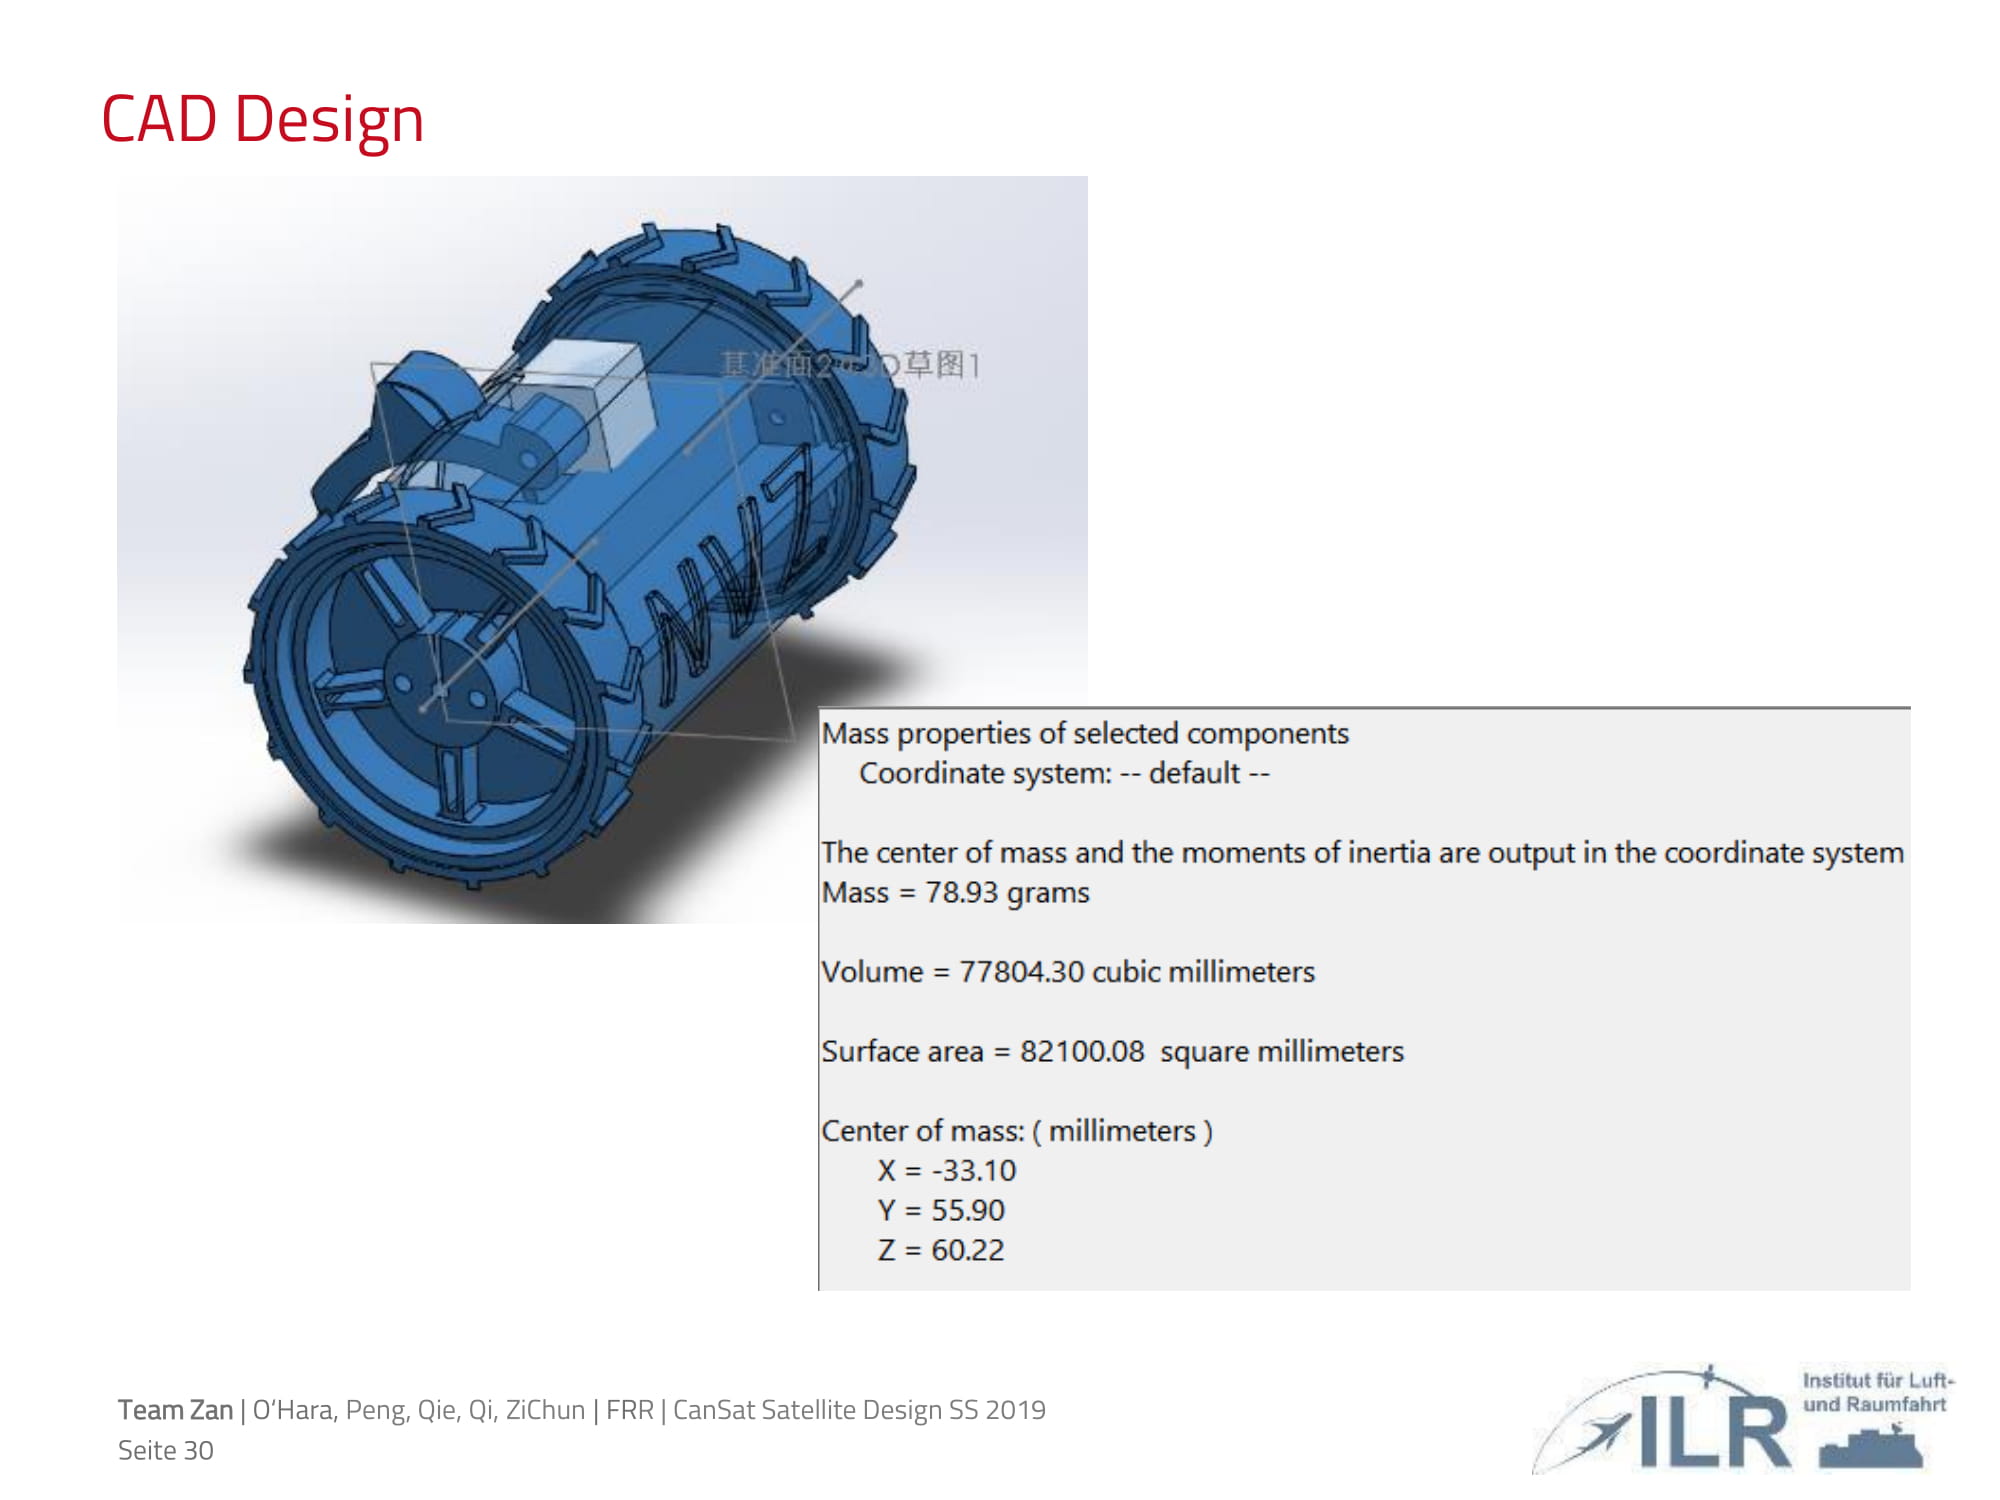 CAD Design
基准面2 3D草图1
NVZ
Mass properties of selected components
Coordinate system: -- default --
The center of mass and the moments of inertia are output in the coordinate system
Mass = 78.93 grams
Volume = 77804.30 cubic millimeters
Surface area = 82100.08 square millimeters
Center of mass: ( millimeters )
X = -33.10
Y = 55.90
Z = 60.22
Team Zan | O‘Hara, Peng, Qie, Qi, ZiChun | FRR | CanSat Satellite Design SS 2019
Seite 30
ILR
Institut für Luft-
und Raumfahrt